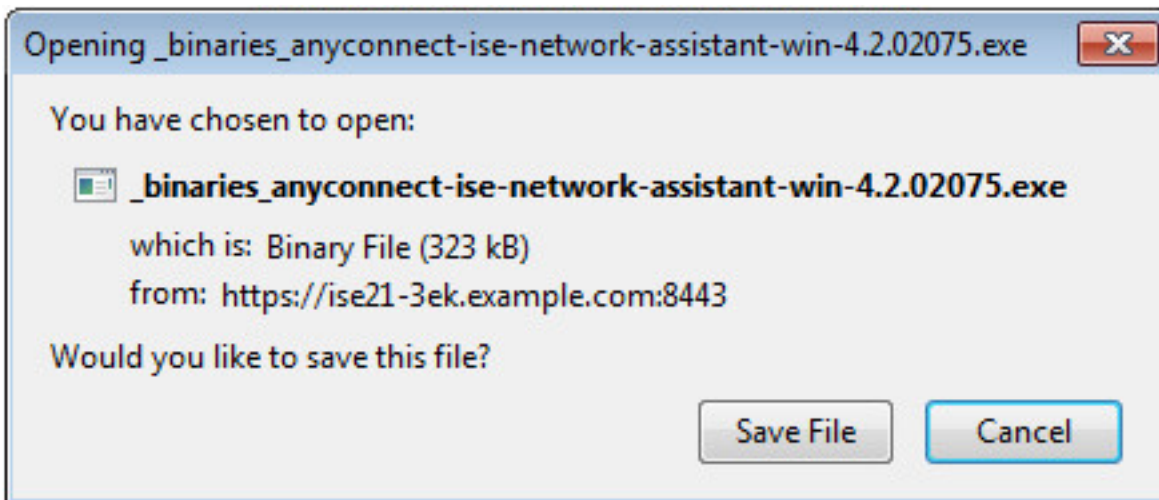 Opening _binaries_anyconnect-ise-network-assistant-win-4.2.02075.exe
You have chosen to open:
_binaries_anyconnect-ise-network-assistant-win-4.2.02075.exe
which is: Binary File (323 kB)
from: https://ise21-3ek.example.com:8443
Would you like to save this file?
Save File Cancel